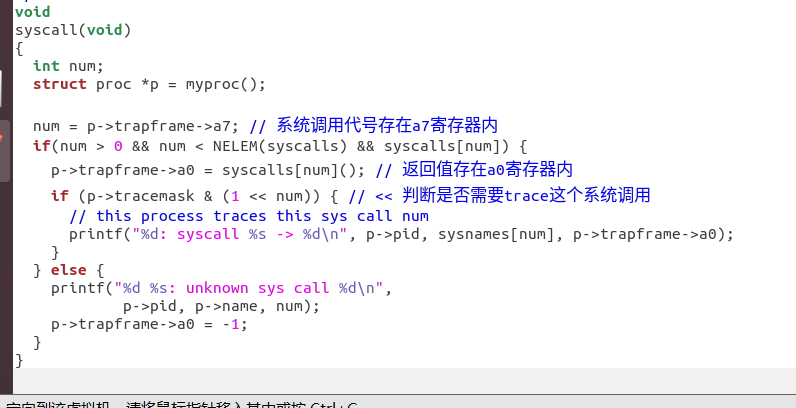 void
syscall(void)
{
  int num;
  struct proc *p = myproc();

  num = p->trapframe->a7; // 系统调用代号存在a7寄存器内
  if(num > 0 && num < NELEM(syscalls) && syscalls[num]) {
    p->trapframe->a0 = syscalls[num](); // 返回值存在a0寄存器内
    if (p->tracemask & (1 << num)) { // << 判断是否需要trace这个系统调用
      // this process traces this sys call num
      printf("%d: syscall %s -> %d\n", p->pid, sysnames[num], p->trapframe->a0);
    }
  } else {
    printf("%d %s: unknown sys call %d\n",
            p->pid, p->name, num);
    p->trapframe->a0 = -1;
  }
}